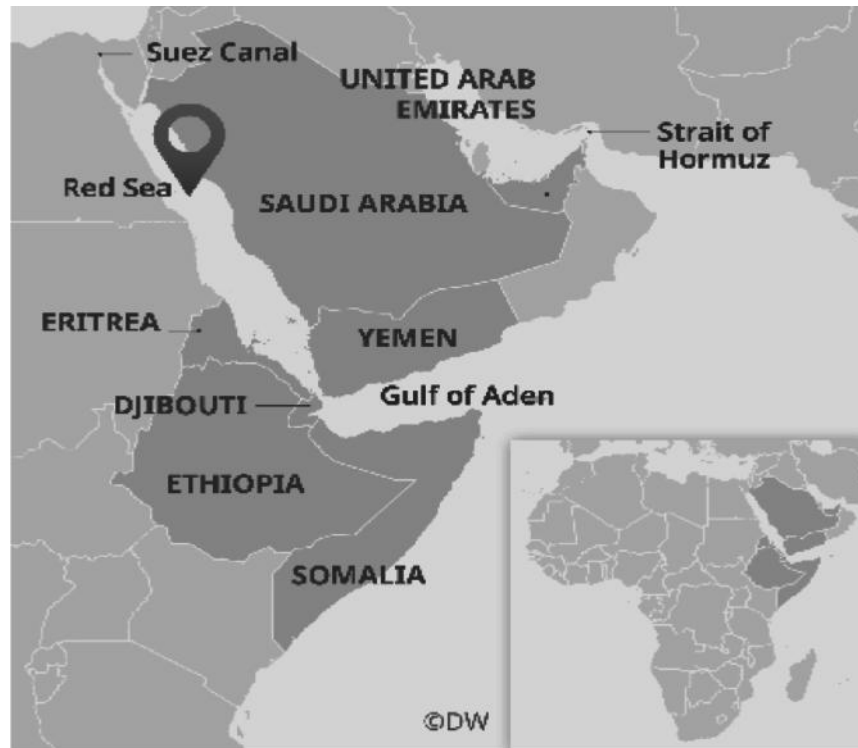 Suez Canal
UNITED ARAB
EMIRATES
Strait of
Hormuz
Red Sea
SAUDI ARABIA
ERITREA
YEMEN
DJIBOUTI
Gulf of Aden
ETHIOPIA
SOMALIA
©DW